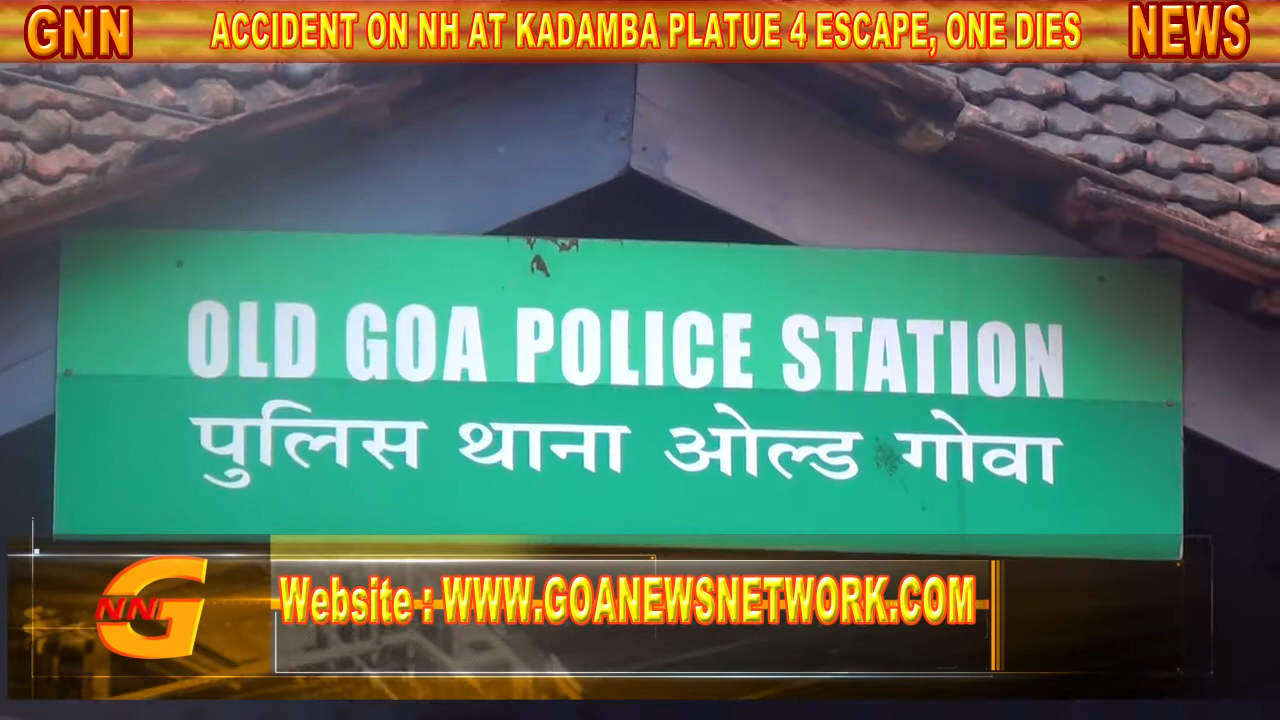 GNN ACCIDENT ON NH AT KADAMBA PLATUE 4 ESCAPE, ONE DIES NEWS
OLD GOA POLICE STATION
पुलिस थाना ओल्ड गोवा
Website : WWW.GOANEWSNETWORK.COM
G NN